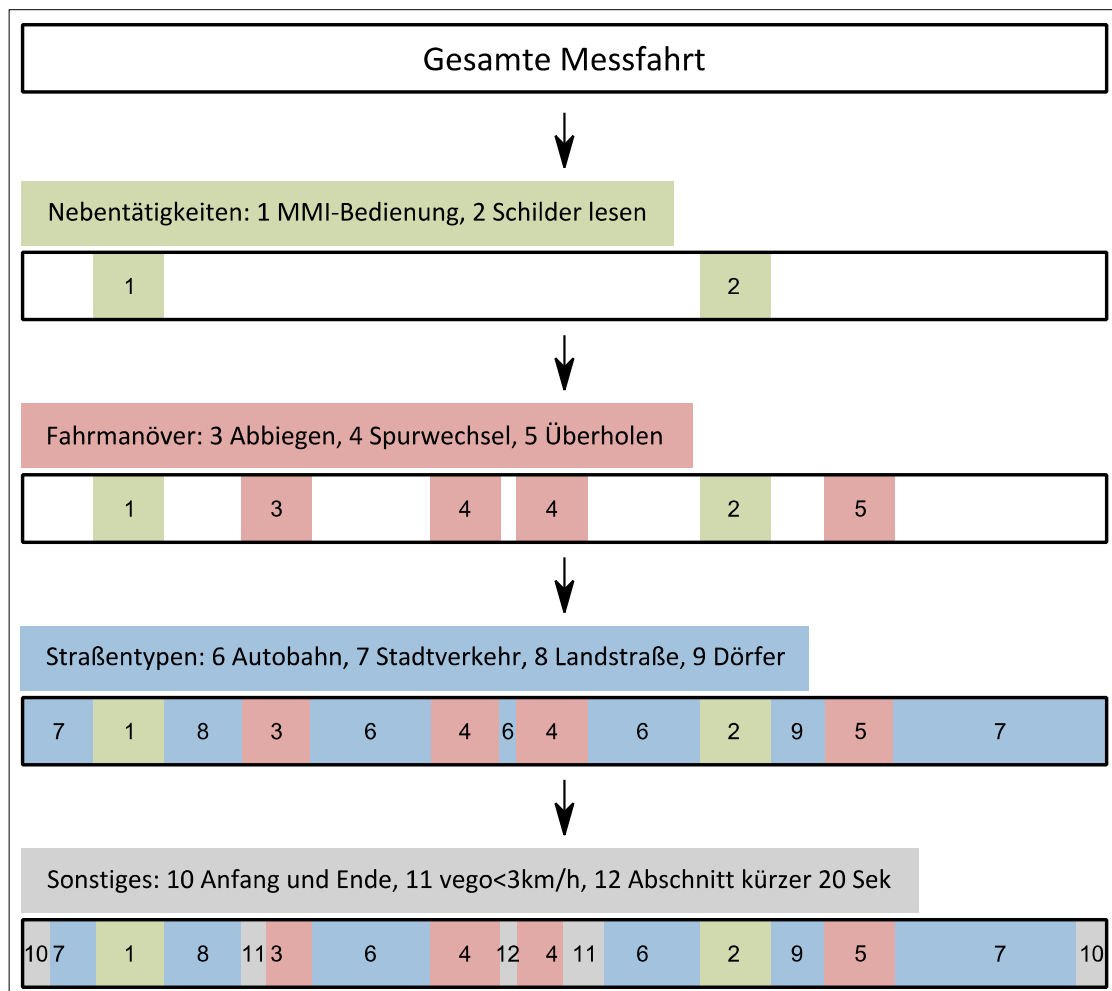 Gesamte Messfahrt
Nebentätigkeiten: 1 MMI-Bedienung, 2 Schilder lesen
1 2
Fahrmanöver: 3 Abbiegen, 4 Spurwechsel, 5 Überholen
1 3 4 4 2 5
Straßentypen: 6 Autobahn, 7 Stadtverkehr, 8 Landstraße, 9 Dörfer
7 1 8 3 6 4 6 4 6 2 9 5 7
Sonstiges: 10 Anfang und Ende, 11 vego<3km/h, 12 Abschnitt kürzer 20 Sek
10 7 1 8 11 3 6 4 12 4 11 6 2 9 5 7 10